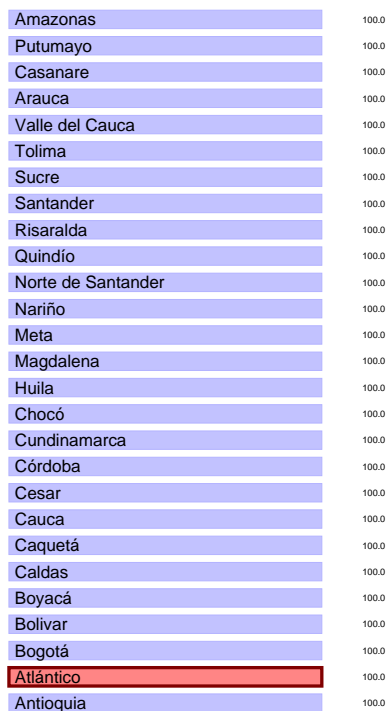 Amazonas 100.0
Putumayo 100.0
Casanare 100.0
Arauca 100.0
Valle del Cauca 100.0
Tolima 100.0
Sucre 100.0
Santander 100.0
Risaralda 100.0
Quindío 100.0
Norte de Santander 100.0
Nariño 100.0
Meta 100.0
Magdalena 100.0
Huila 100.0
Chocó 100.0
Cundinamarca 100.0
Córdoba 100.0
Cesar 100.0
Cauca 100.0
Caquetá 100.0
Caldas 100.0
Boyacá 100.0
Bolivar 100.0
Bogotá 100.0
Atlántico 100.0
Antioquia 100.0